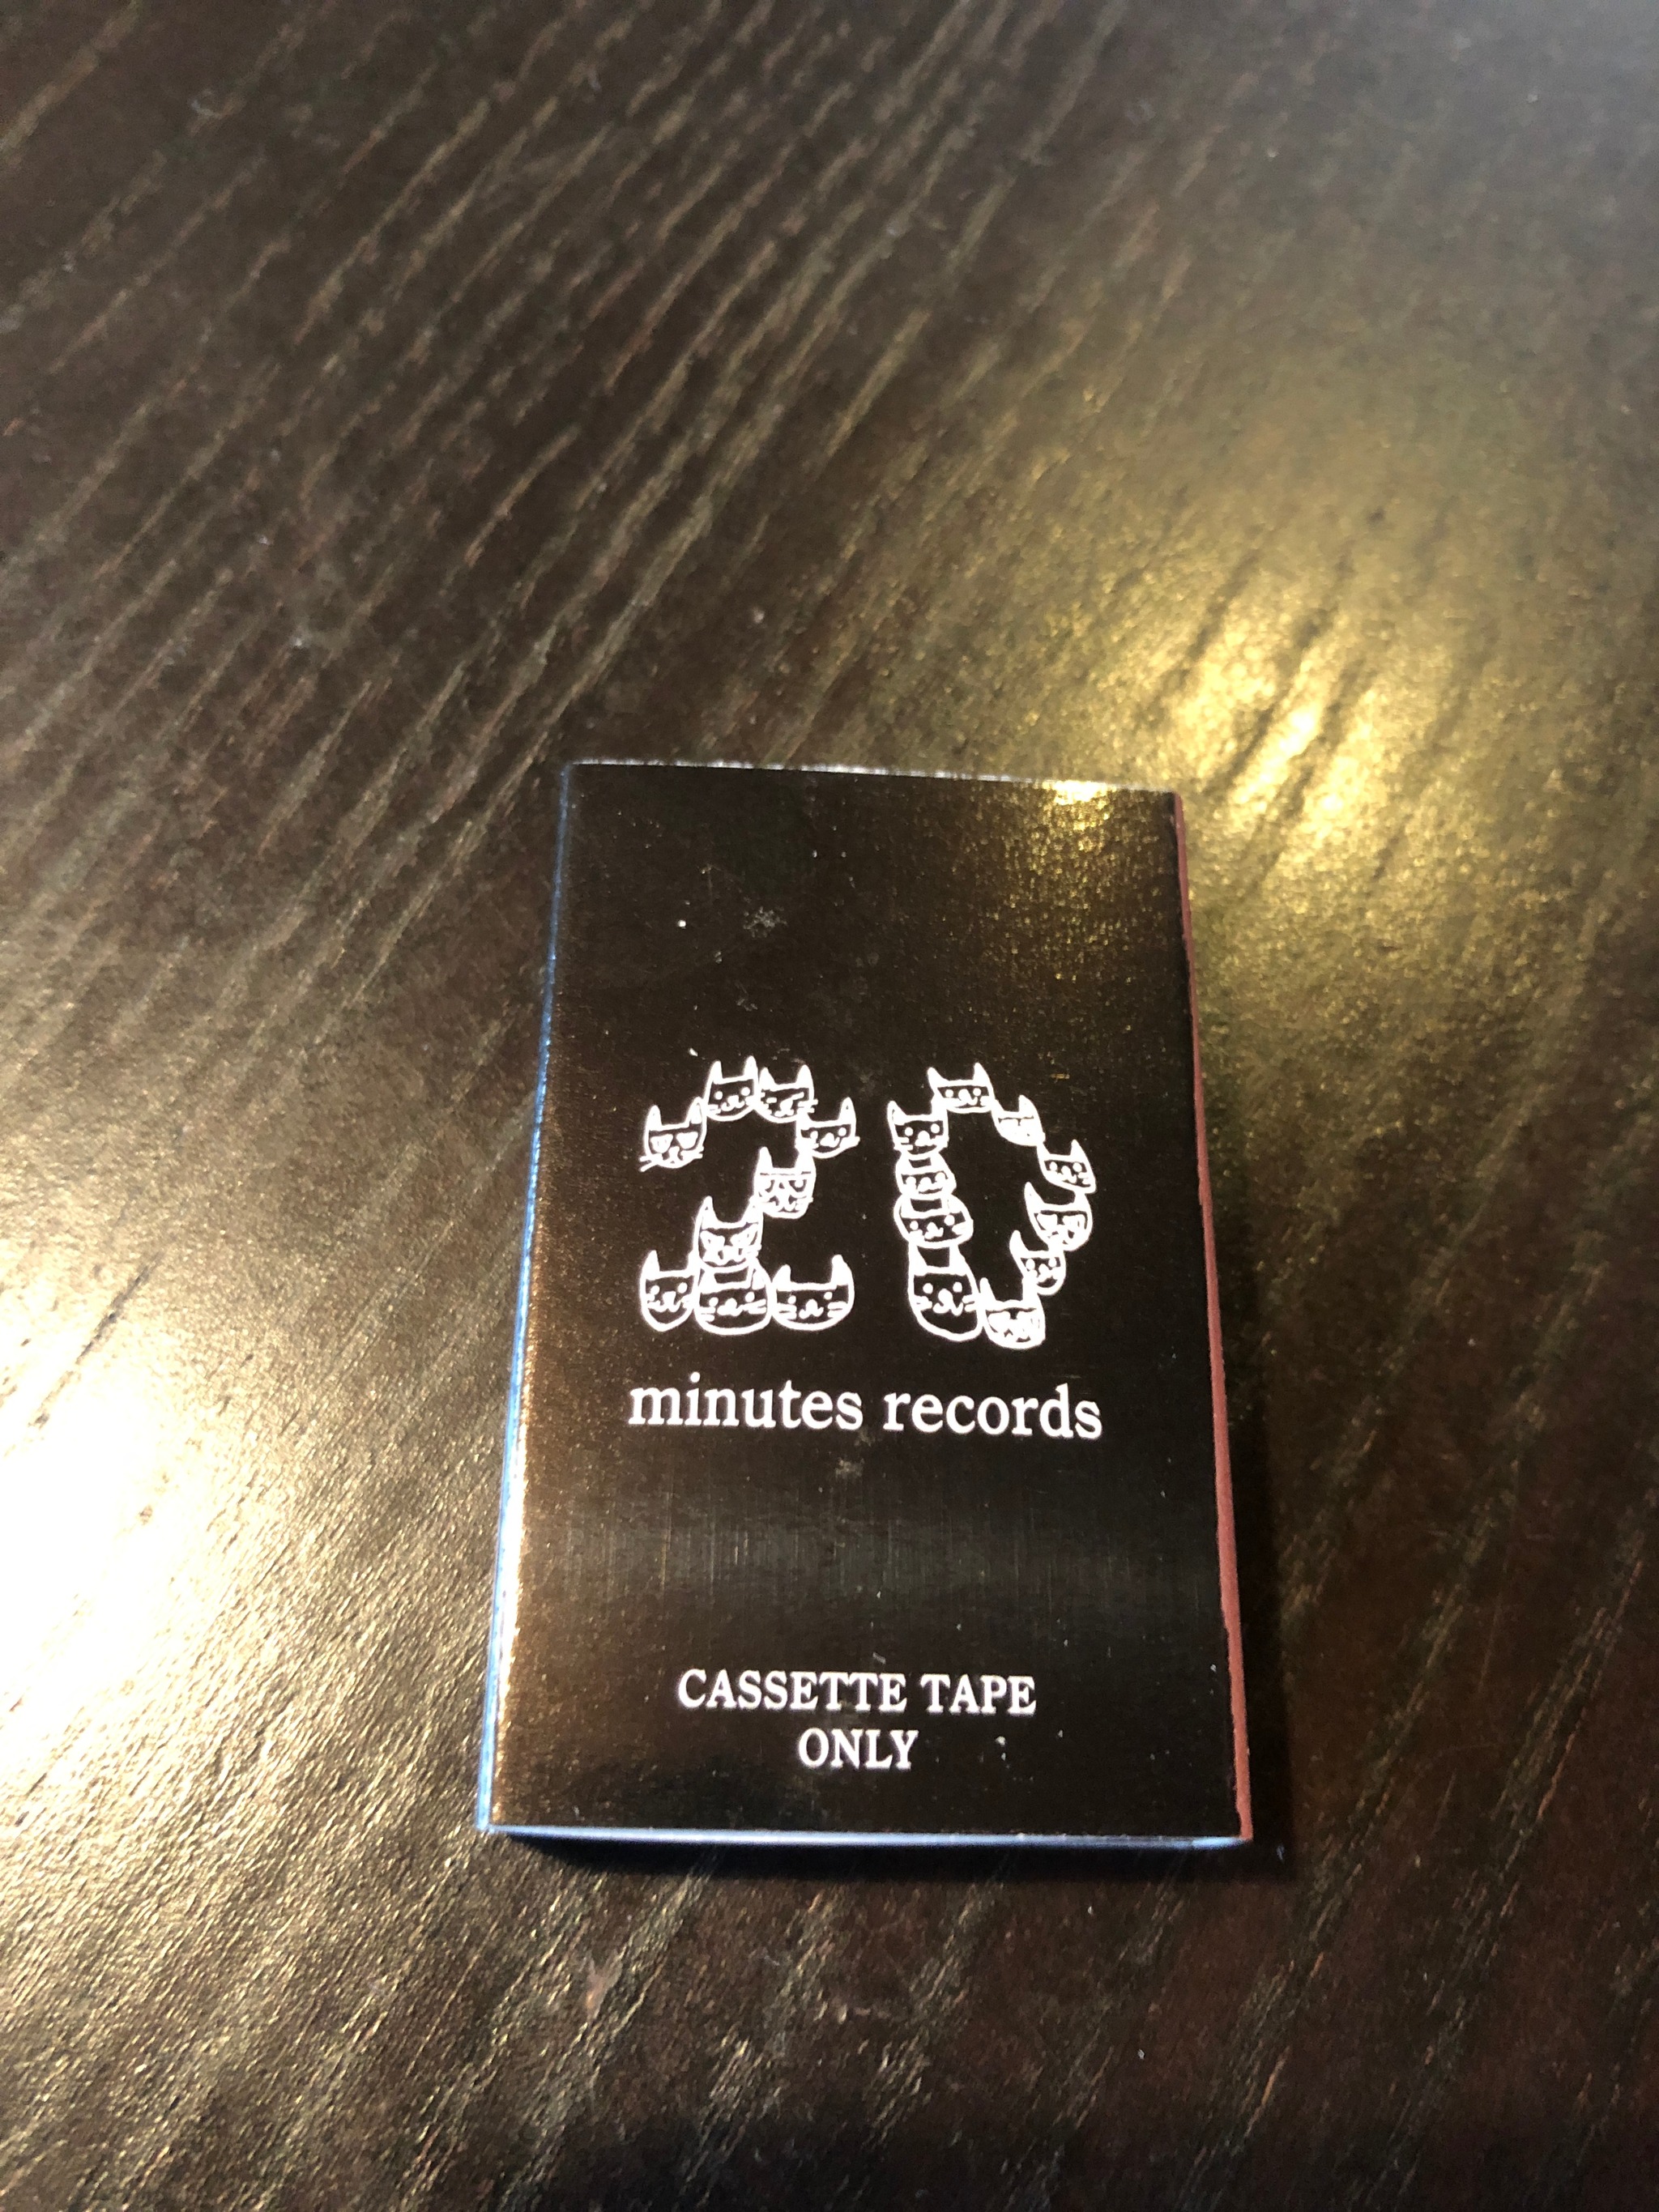 20
minutes records
CASSETTE TAPE
ONLY